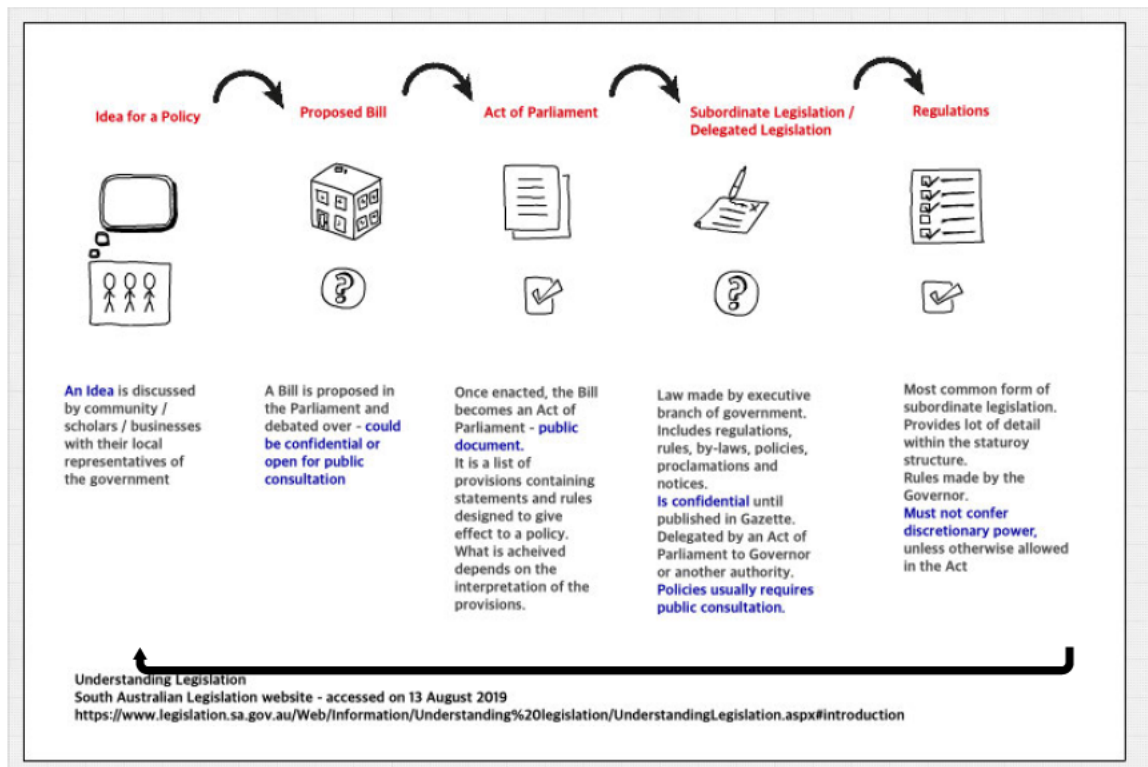 Idea for a Policy
Proposed Bill
Act of Parliament
Subordinate Legislation /
Delegated Legislation
Regulations
An Idea is discussed
by community /
scholars / businesses
with their local
representatives of
the government
A Bill is proposed in
the Parliament and
debated over - could
be confidential or
open for public
consultation
Once enacted, the Bill
becomes an Act of
Parliament - public
document.
It is a list of
provisions containing
statements and rules
designed to give
effect to a policy.
What is acheived
depends on the
interpretation of the
provisions.
Law made by executive
branch of government.
Includes regulations,
rules, by-laws, policies,
proclamations and
notices.
Is confidential until
published in Gazette.
Delegated by an Act of
Parliament to Governor
or another authority.
Policies usually requires
public consultation.
Most common form of
subordinate legislation.
Provides lot of detail
within the staturoy
structure.
Rules made by the
Governor.
Must not confer
discretionary power,
unless otherwise allowed
in the Act
Understanding Legislation
South Australian Legislation website - accessed on 13 August 2019
https://www.legislation.sa.gov.au/Web/Information/Understanding%20legislation/UnderstandingLegislation.aspx#introduction